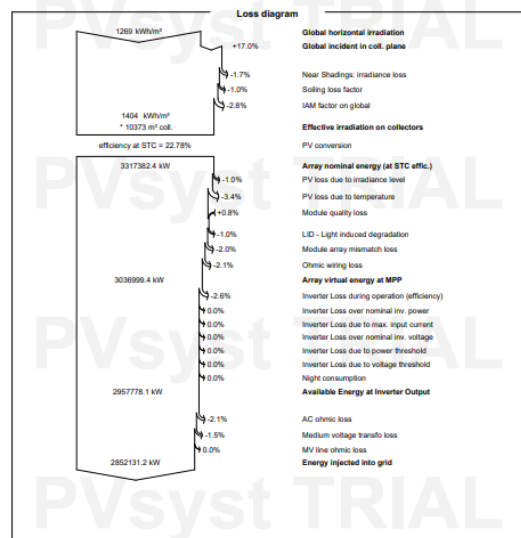 Loss diagram
1269 kWh/m² Global horizontal irradiation
+17.0% Global incident in coll. plane
-1.7% Near Shadings: irradiance loss
-1.0% Soiling loss factor
-2.8% IAM factor on global
1404 kWh/m² Effective irradiation on collectors
* 10373 m² coll.
efficiency at STC = 22.78% PV conversion
3317382.4 kW Array nominal energy (at STC effic.)
-1.0% PV loss due to irradiance level
-3.4% PV loss due to temperature
+0.8% Module quality loss
-1.0% LID - Light induced degradation
-2.0% Module array mismatch loss
-2.1% Ohmic wiring loss
3036999.4 kW Array virtual energy at MPP
-2.6% Inverter Loss during operation (efficiency)
0.0% Inverter Loss over nominal inv. power
0.0% Inverter Loss due to max. input current
0.0% Inverter Loss over nominal inv. voltage
0.0% Inverter Loss due to power threshold
0.0% Inverter Loss due to voltage threshold
0.0% Night consumption
2957778.1 kW Available Energy at Inverter Output
-2.1% AC ohmic loss
-1.5% Medium voltage transfo loss
0.0% MV line ohmic loss
2852131.2 kW Energy injected into grid
PVsyst TRIAL
PVsyst TRIAL
PVsyst TRIAL
PVsyst TRIAL